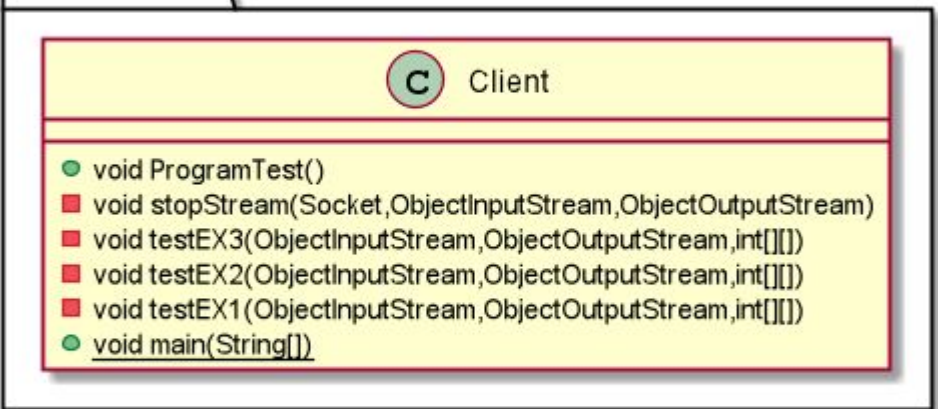 C Client
void ProgramTest()
void stopStream(Socket,ObjectInputStream,ObjectOutputStream)
void testEX3(ObjectInputStream,ObjectOutputStream,int[][])
void testEX2(ObjectInputStream,ObjectOutputStream,int[][])
void testEX1(ObjectInputStream,ObjectOutputStream,int[][])
void main(String[])